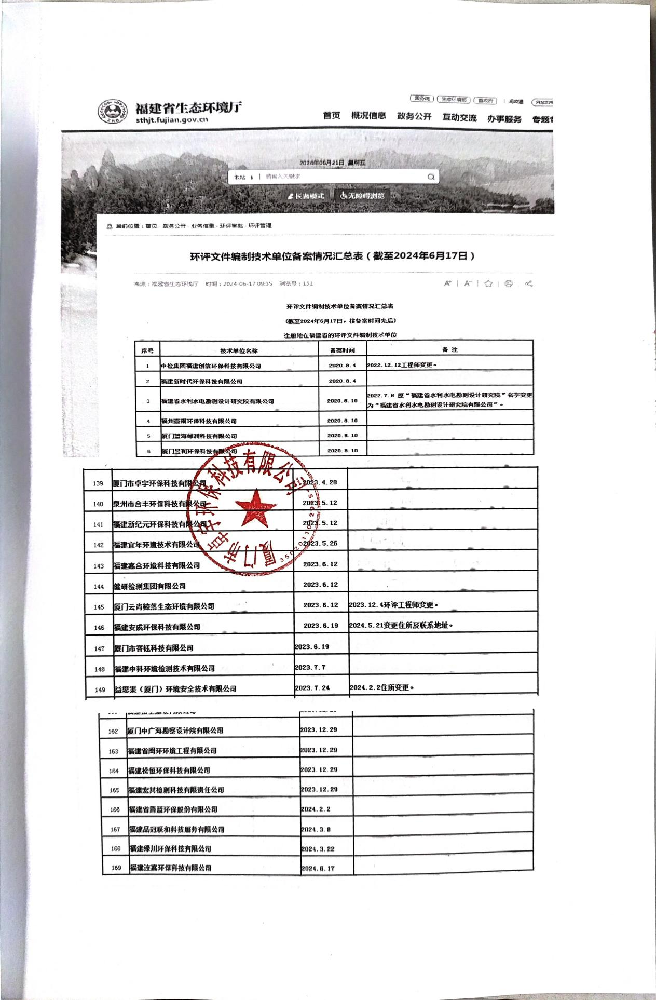 国务院 生态环境部 省政府 | 闽政通 网站支持
福建省生态环境厅
sthjt.fujian.gov.cn
首页 概况信息 政务公开 互动交流 办事服务 专题专
2024年06月21日 星期五
本站 | 请输入关键字
长者模式 无障碍浏览
当前位置：首页 政务公开 业务信息 环评审批 环评管理
环评文件编制技术单位备案情况汇总表（截至2024年6月17日）
来源：福建省生态环境厅 时间：2024-06-17 09:35 浏览量：151
A+ | A- |
环评文件编制技术单位备案情况汇总表
（截至2024年6月17日，按备案时间先后）
注册地在福建省的环评文件编制技术单位
序号 技术单位名称 备案时间 备 注
1 中检集团福建创信环保科技有限公司 2020.8.4 2022.12.12工程师变更。
2 福建新时代环保科技有限公司 2020.8.4
3 福建省水利水电勘测设计研究院有限公司 2020.8.10 2022.7.8 原“福建省水利水电勘测设计研究院”名字变更
为“福建省水利水电勘测设计研究院有限公司”。
4 福州壹澜环保科技有限公司 2020.8.10
5 厦门蓝海绿洲科技有限公司 2020.8.10
6 厦门昱润环保科技有限公司 2020.8.10
139 厦门市卓宇环保科技有限公司 2023.4.28
140 泉州市合丰环保科技有限公司 2023.5.12
141 福建新纪元环保科技有限公司 2023.5.12
142 福建宜年环境技术有限公司 2023.5.26
143 福建嘉合环境科技有限公司 2023.6.12
144 健研检测集团有限公司 2023.6.12
145 厦门云尚鲸落生态环境有限公司 2023.6.12 2023.12.4环评工程师变更。
146 福建安成环保科技有限公司 2023.6.19 2024.5.21变更住所及联系地址。
147 厦门市容钰科技有限公司 2023.6.19
148 福建中科环境检测技术有限公司 2023.7.7
149 益思渠（厦门）环境安全技术有限公司 2023.7.24 2024.2.2住所变更。
162 厦门中广海勘察设计院有限公司 2023.12.29
163 福建省闽环环境工程有限公司 2023.12.29
164 福建松恒环保科技有限公司 2023.12.29
165 福建宏其检测科技有限责任公司 2023.12.29
166 福建省晋蓝环保股份有限公司 2024.2.2
167 福建品冠联和科技服务有限公司 2024.3.8
168 福建绿川环保科技有限公司 2024.3.22
169 福建连嘉环保科技有限公司 2024.6.17